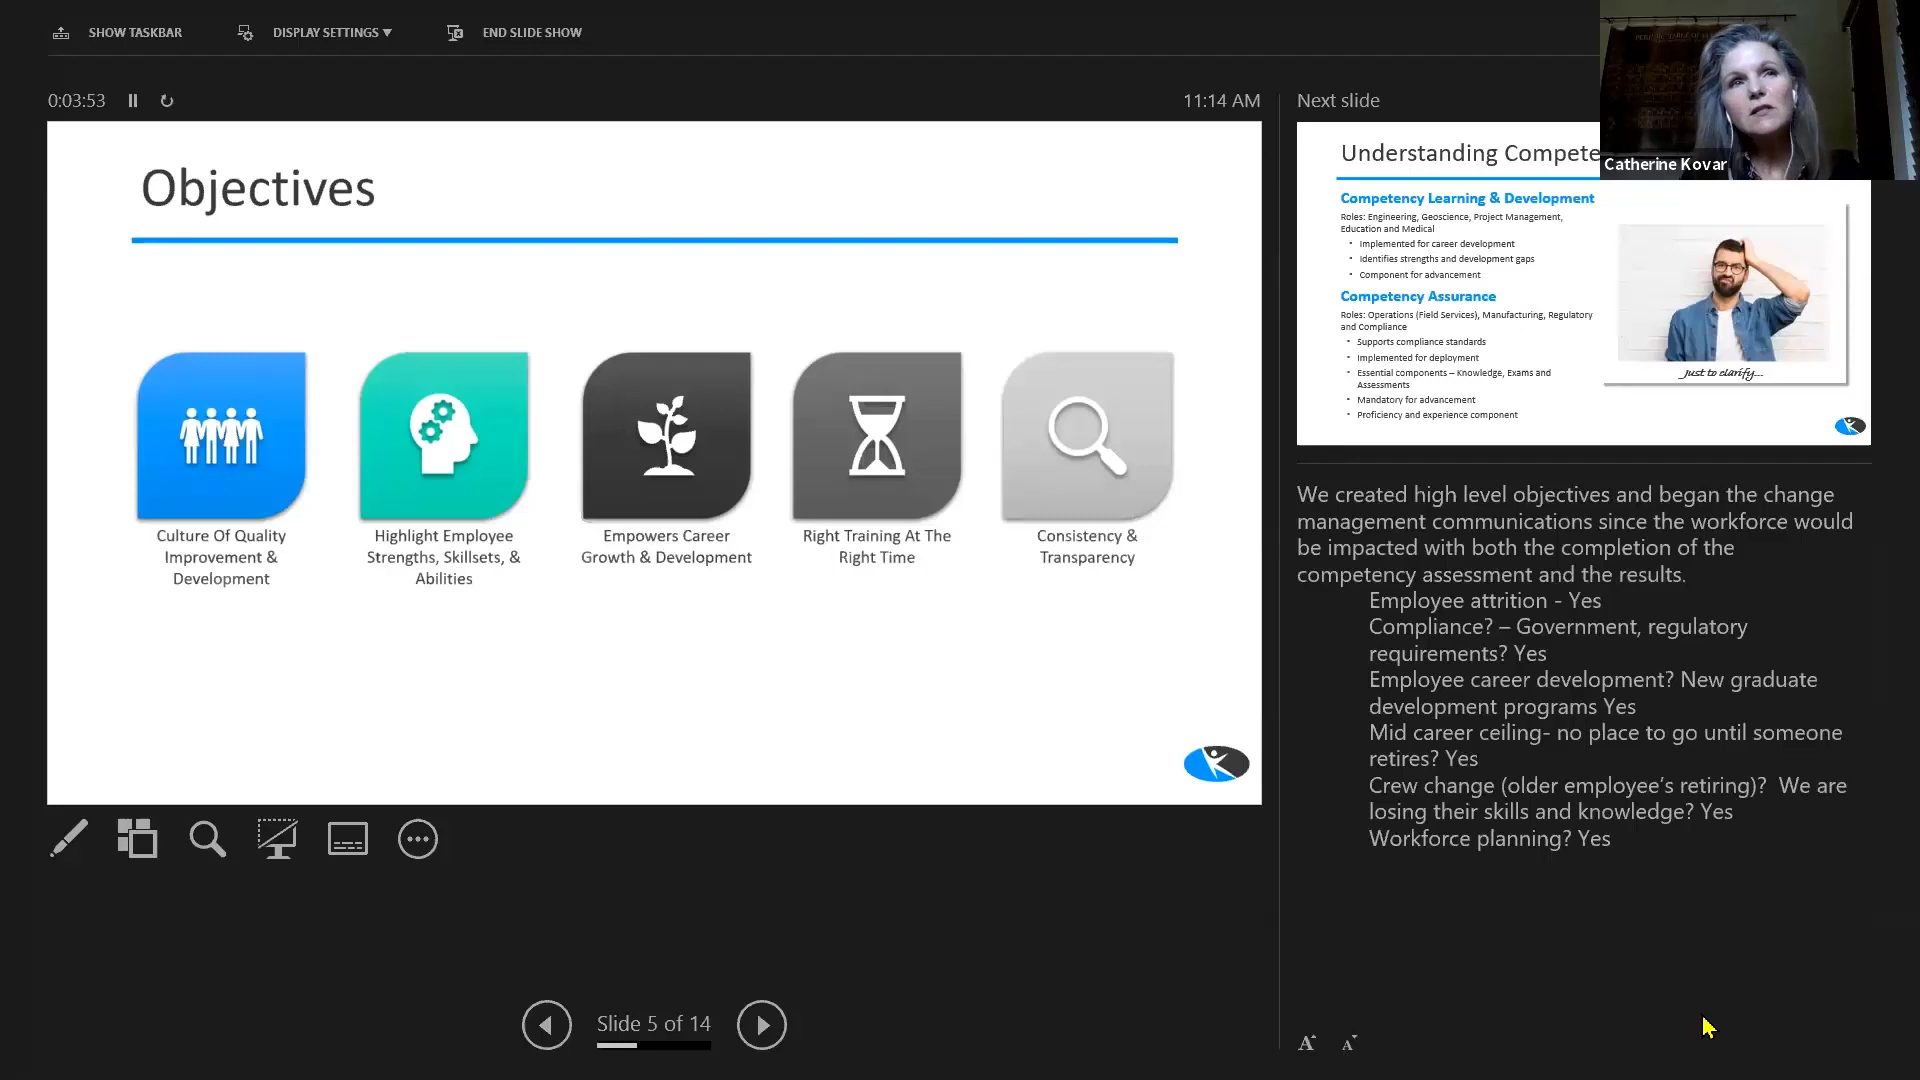 SHOW TASKBAR
DISPLAY SETTINGS ▾
END SLIDE SHOW
0:03:53
11:14 AM
Next slide
Catherine Kovar
Objectives
Culture Of Quality
Improvement &
Development
Highlight Employee
Strengths, Skillsets, &
Abilities
Empowers Career
Growth & Development
Right Training At The
Right Time
Consistency &
Transparency
Understanding Compete
Competency Learning & Development
Roles: Engineering, Geoscience, Project Management,
Education and Medical
• Implemented for career development
• Identifies strengths and development gaps
• Component for advancement
Competency Assurance
Roles: Operations (Field Services), Manufacturing, Regulatory
and Compliance
• Supports compliance standards
• Implemented for deployment
• Essential components – Knowledge, Exams and
Assessments
• Mandatory for advancement
• Proficiency and experience component
Just to clarify...
We created high level objectives and began the change
management communications since the workforce would
be impacted with both the completion of the
competency assessment and the results.
Employee attrition - Yes
Compliance? – Government, regulatory
requirements? Yes
Employee career development? New graduate
development programs Yes
Mid career ceiling- no place to go until someone
retires? Yes
Crew change (older employee's retiring)?  We are
losing their skills and knowledge? Yes
Workforce planning? Yes
Slide 5 of 14
A A